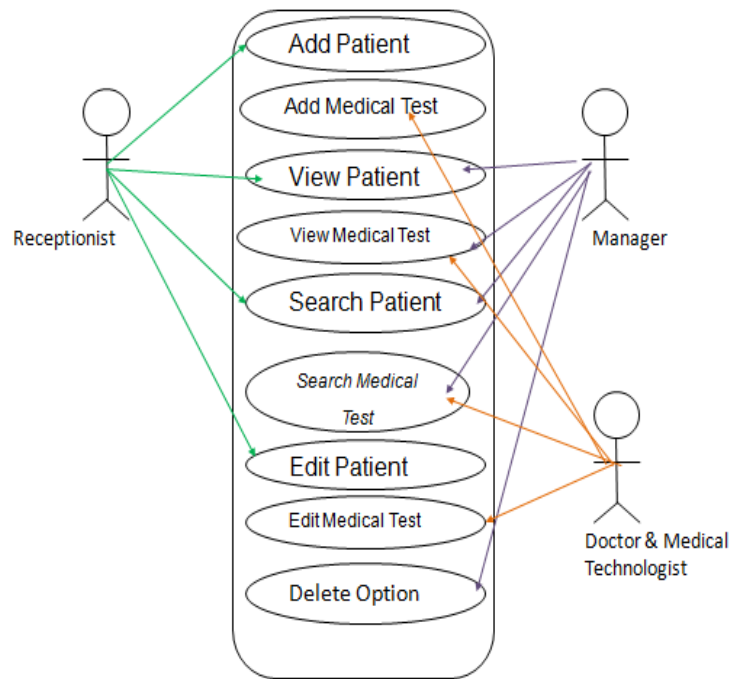 Add Patient
Add Medical Test
View Patient
Receptionist
View Medical Test
Manager
Search Patient
Search Medical
Test
Edit Patient
Edit Medical Test
Doctor & Medical
Technologist
Delete Option